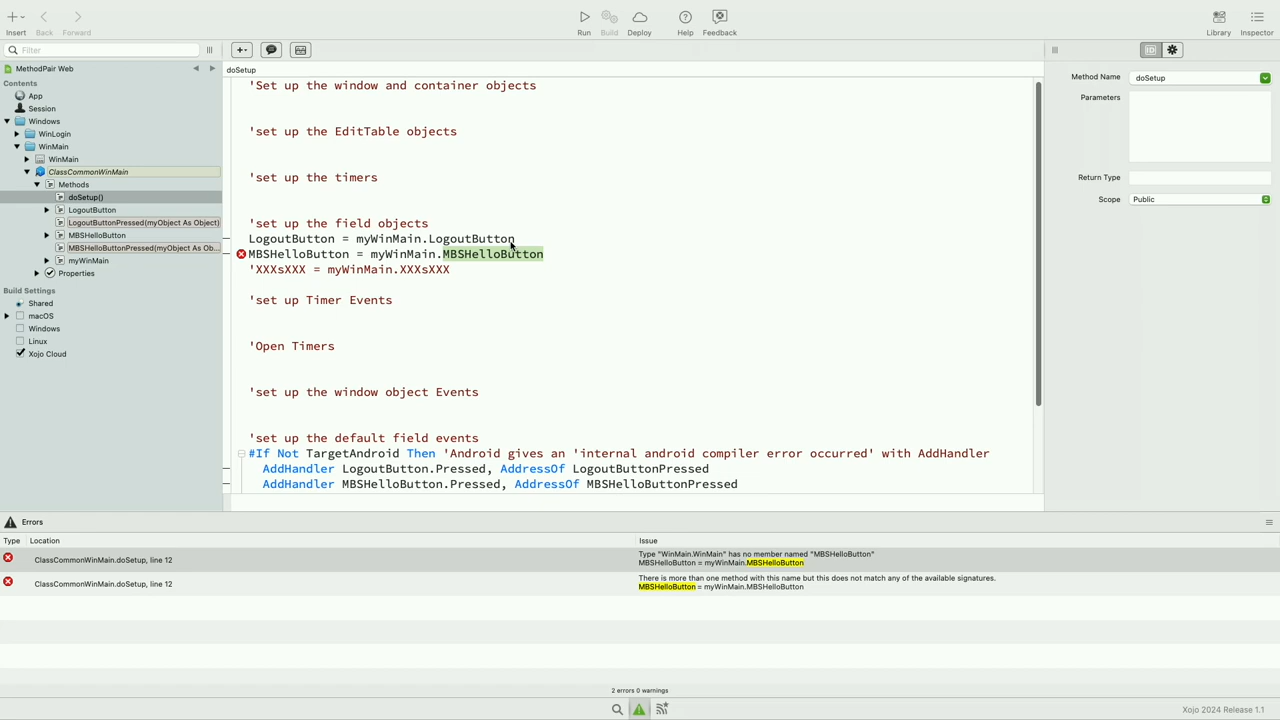 Insert
Back
Forward
Run
Build
Deploy
Help
Feedback
Library
Inspector
Filter
MethodPair Web
Contents
App
Session
Windows
WinLogin
WinMain
WinMain
ClassCommonWinMain
Methods
doSetup()
LogoutButton
LogoutButtonPressed(myObject As Object)
MBSHelloButton
MBSHelloButtonPressed(myObject As Ob...
myWinMain
Properties
Build Settings
Shared
macOS
Windows
Linux
Xojo Cloud
doSetup
'Set up the window and container objects
'set up the EditTable objects
'set up the timers
'set up the field objects
LogoutButton = myWinMain.LogoutButton
MBSHelloButton = myWinMain.MBSHelloButton
'XXXsXXX = myWinMain.XXXsXXX
'set up Timer Events
'Open Timers
'set up the window object Events
'set up the default field events
#If Not TargetAndroid Then 'Android gives an 'internal android compiler error occurred' with AddHandler
AddHandler LogoutButton.Pressed, AddressOf LogoutButtonPressed
AddHandler MBSHelloButton.Pressed, AddressOf MBSHelloButtonPressed
ID
Method Name doSetup
Parameters
Return Type
Scope Public
Errors
Type Location Issue
ClassCommonWinMain.doSetup, line 12
Type "WinMain.WinMain" has no member named "MBSHelloButton"
MBSHelloButton = myWinMain.MBSHelloButton
ClassCommonWinMain.doSetup, line 12
There is more than one method with this name but this does not match any of the available signatures.
MBSHelloButton = myWinMain.MBSHelloButton
2 errors 0 warnings
Xojo 2024 Release 1.1